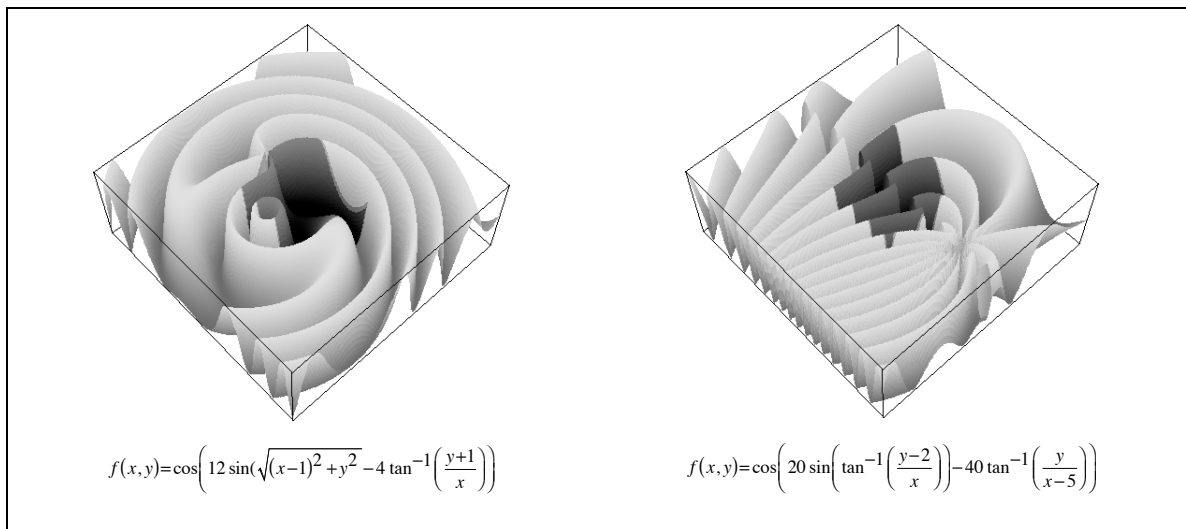 f(x,y)=cos(12 sin(√((x−1)²+y²)−4 tan⁻¹((y+1)/x)))
f(x,y)=cos(20 sin(tan⁻¹((y−2)/x))−40 tan⁻¹(y/(x−5)))